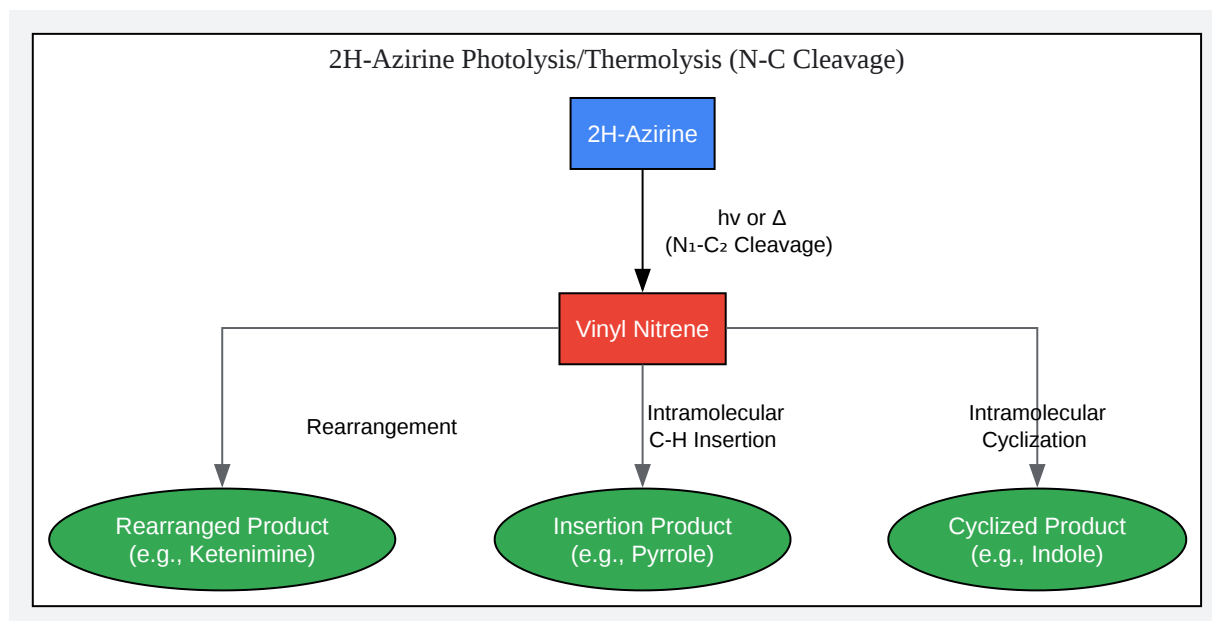 2H-Azirine Photolysis/Thermolysis (N-C Cleavage)
2H-Azirine
hv or Δ
(N₁-C₂ Cleavage)
Vinyl Nitrene
Rearrangement
Intramolecular
C-H Insertion
Intramolecular
Cyclization
Rearranged Product
(e.g., Ketenimine)
Insertion Product
(e.g., Pyrrole)
Cyclized Product
(e.g., Indole)